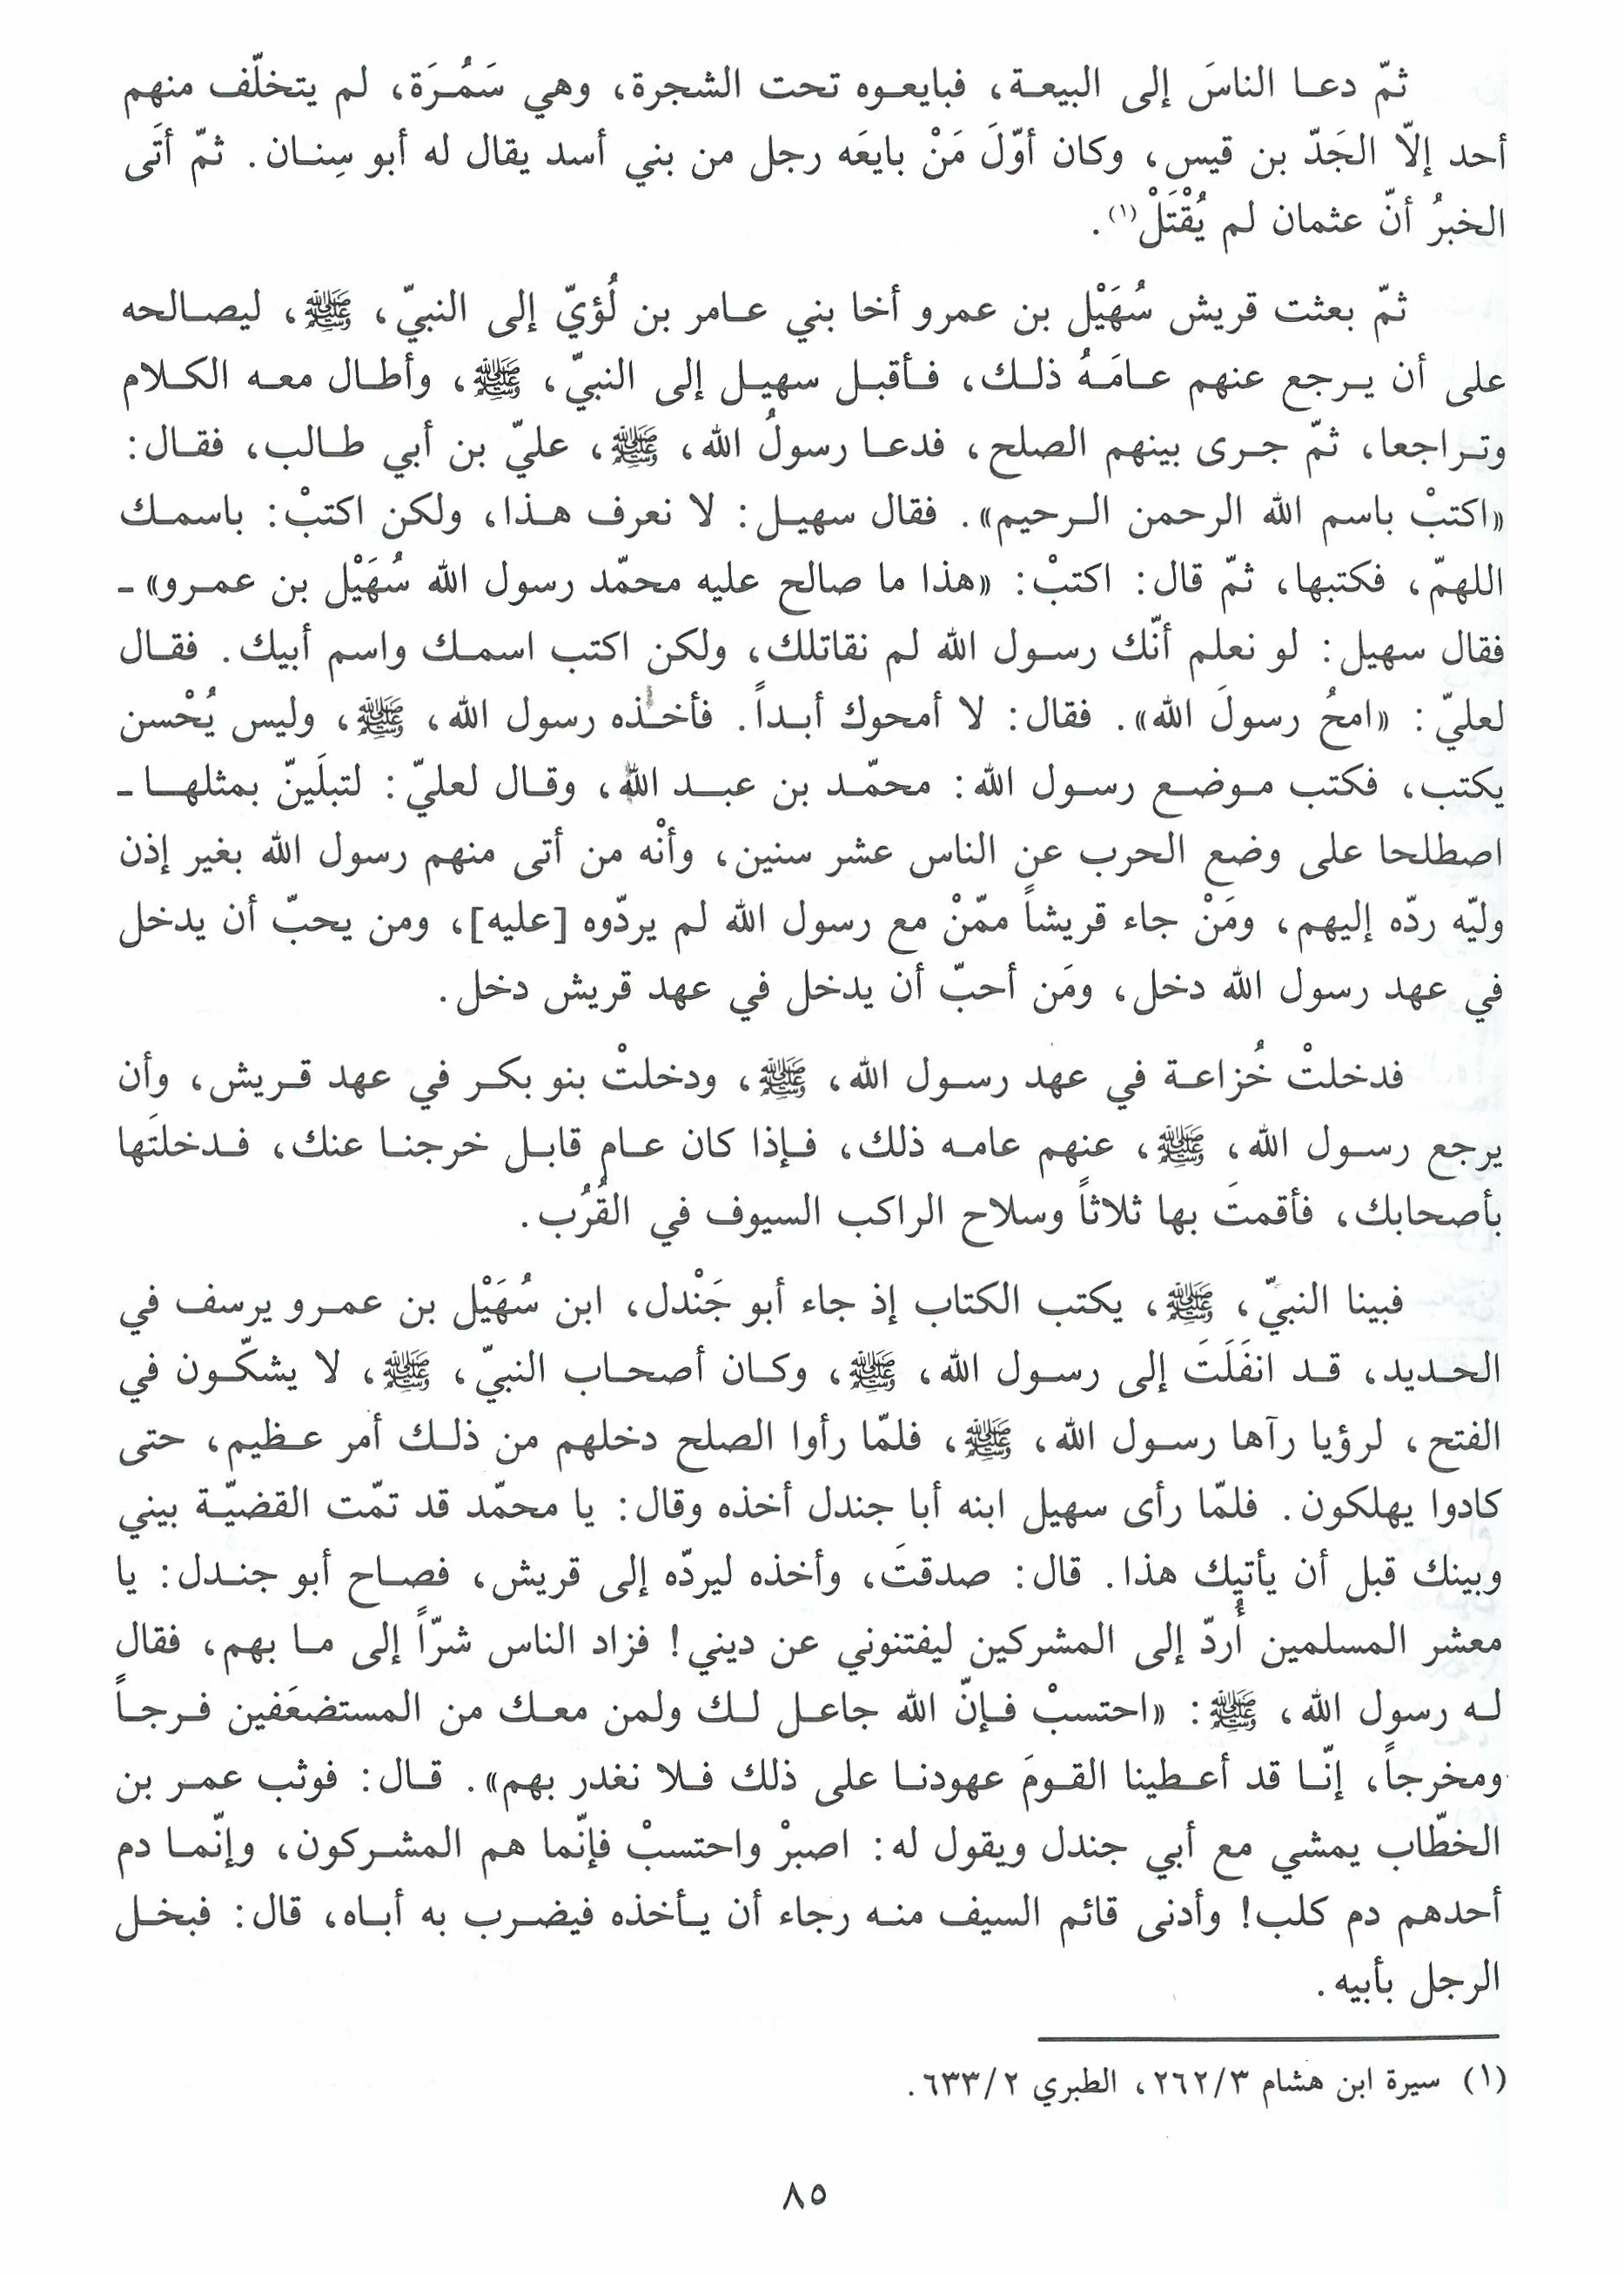 ثمّ دعا الناسَ إلى البيعة، فبايعوه تحت الشجرة، وهي سَمُرَة، لم يتخلّف منهم
أحد إلّا الجَدّ بن قيس، وكان أوّلَ مَنْ بايعَه رجل من بني أسد يقال له أبو سِنان. ثمّ أتَى
الخبرُ أنّ عثمان لم يُقْتَلْ(١).
ثمّ بعثت قريش سُهَيْل بن عمرو أخا بني عامر بن لُؤيّ إلى النبيّ، ﷺ، ليصالحه
على أن يرجع عنهم عامَهُ ذلك، فأقبل سهيل إلى النبيّ، ﷺ، وأطال معه الكلام
وتراجعا، ثمّ جرى بينهم الصلح، فدعا رسولُ الله، ﷺ، عليّ بن أبي طالب، فقال:
«اكتبْ باسم الله الرحمن الرحيم». فقال سهيل: لا نعرف هذا، ولكن اكتبْ: باسمك
اللهمّ، فكتبها، ثمّ قال: اكتبْ: «هذا ما صالح عليه محمّد رسول الله سُهَيْل بن عمرو» -
فقال سهيل: لو نعلم أنّك رسول الله لم نقاتلك، ولكن اكتب اسمك واسم أبيك. فقال
لعليّ: «امحُ رسولَ الله». فقال: لا أمحوك أبداً. فأخذه رسول الله، ﷺ، وليس يُحْسن
يكتب، فكتب موضع رسول الله: محمّد بن عبد الله، وقال لعليّ: لتبلَينّ بمثلها -
اصطلحا على وضع الحرب عن الناس عشر سنين، وأنْه من أتى منهم رسول الله بغير إذن
وليّه ردّه إليهم، ومَنْ جاء قريشاً ممّنْ مع رسول الله لم يردّوه [عليه]، ومن يحبّ أن يدخل
في عهد رسول الله دخل، ومَن أحبّ أن يدخل في عهد قريش دخل.
فدخلتْ خُزاعة في عهد رسول الله، ﷺ، ودخلتْ بنو بكر في عهد قريش، وأن
يرجع رسول الله، ﷺ، عنهم عامه ذلك، فإذا كان عام قابل خرجنا عنك، فدخلتَها
بأصحابك، فأقمتَ بها ثلاثاً وسلاح الراكب السيوف في القُرُب.
فبينا النبيّ، ﷺ، يكتب الكتاب إذ جاء أبو جَنْدل، ابن سُهَيْل بن عمرو يرسف في
الحديد، قد انفَلَتَ إلى رسول الله، ﷺ، وكان أصحاب النبيّ، ﷺ، لا يشكّون في
الفتح، لرؤيا رآها رسول الله، ﷺ، فلمّا رأوا الصلح دخلهم من ذلك أمر عظيم، حتى
كادوا يهلكون. فلمّا رأى سهيل ابنه أبا جندل أخذه وقال: يا محمّد قد تمّت القضيّة بيني
وبينك قبل أن يأتيك هذا. قال: صدقتَ، وأخذه ليردّه إلى قريش، فصاح أبو جندل: يا
معشر المسلمين أُردّ إلى المشركين ليفتنوني عن ديني! فزاد الناس شرّاً إلى ما بهم، فقال
له رسول الله، ﷺ: «احتسبْ فإنّ الله جاعل لك ولمن معك من المستضعَفين فرجاً
ومخرجاً، إنّا قد أعطينا القومَ عهودنا على ذلك فلا نغدر بهم». قال: فوثب عمر بن
الخطّاب يمشي مع أبي جندل ويقول له: اصبرْ واحتسبْ فإنّما هم المشركون، وإنّما دم
أحدهم دم كلب! وأدنى قائم السيف منه رجاء أن يأخذه فيضرب به أباه، قال: فبخل
الرجل بأبيه.
(١) سيرة ابن هشام ٢٦٢/٣، الطبري ٦٣٣/٢.
٨٥